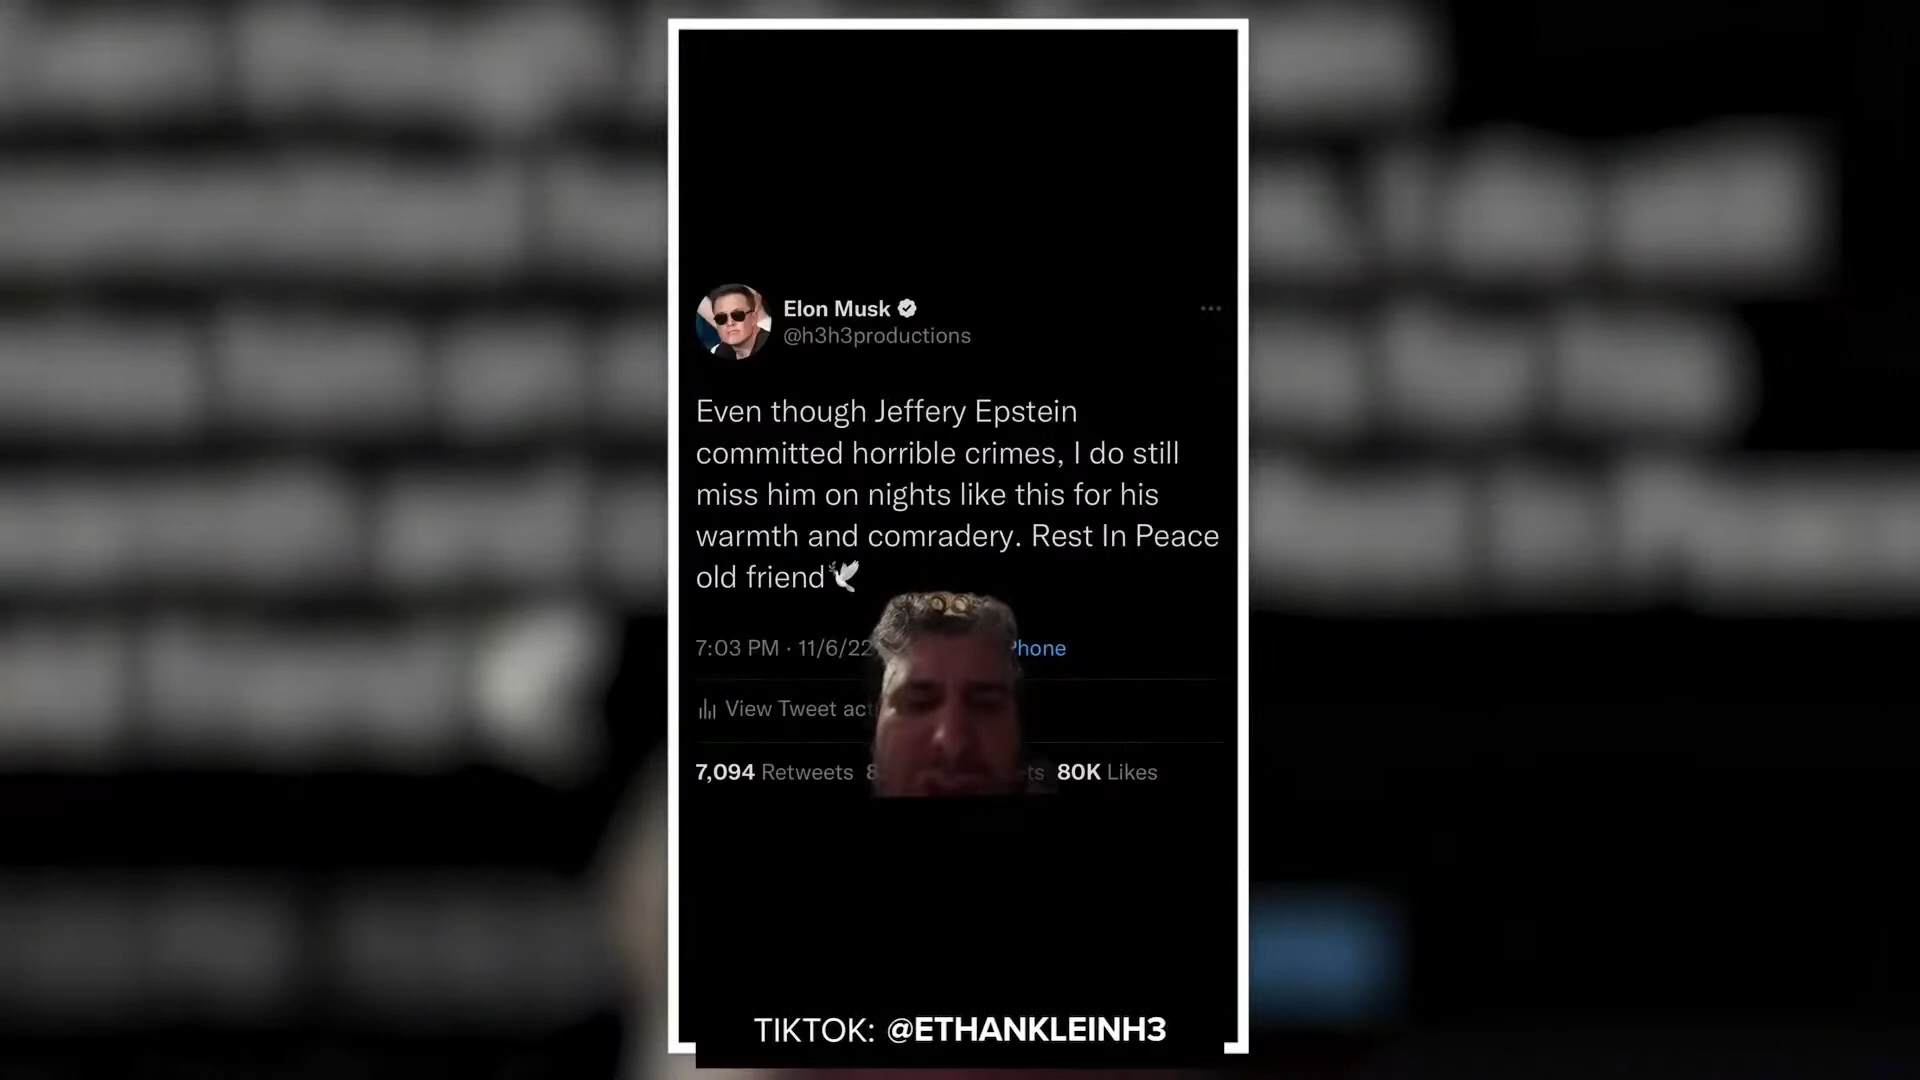 Elon Musk
@h3h3productions
Even though Jeffery Epstein
committed horrible crimes, I do still
miss him on nights like this for his
warmth and comradery. Rest In Peace
old friend🕊
7:03 PM · 11/6/22
View Tweet
7,094 Retweets 80K Likes
TIKTOK: @ETHANKLEINH3